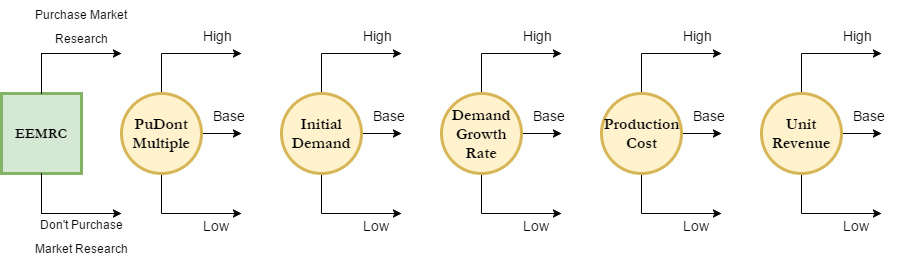 Purchase Market
Research
EEMRC
Don't Purchase
Market Research
High
PuDont
Multiple
Base
Low
High
Initial
Demand
Base
Low
High
Demand
Growth
Rate
Base
Low
High
Production
Cost
Base
Low
High
Unit
Revenue
Base
Low